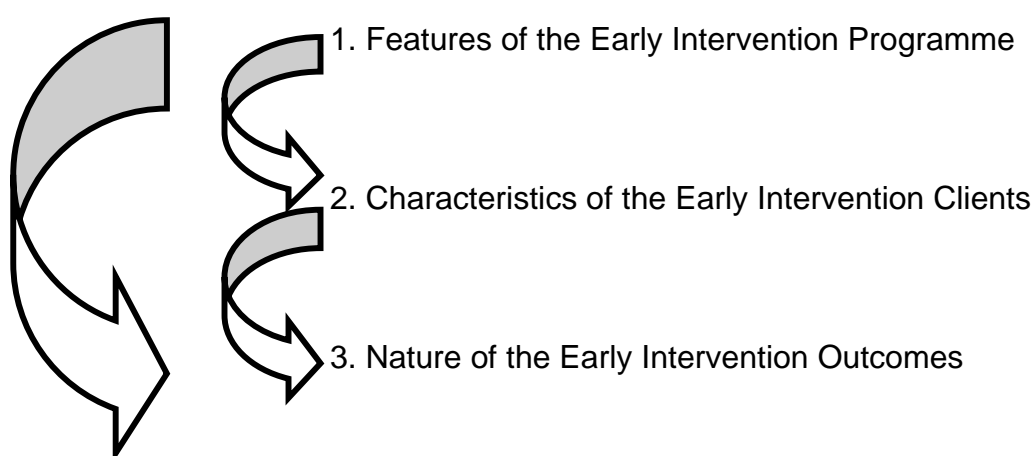 1. Features of the Early Intervention Programme
2. Characteristics of the Early Intervention Clients
3. Nature of the Early Intervention Outcomes